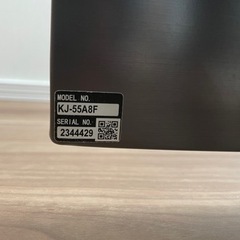 MODEL NO.
KJ-55A8F
SERIAL NO.
2344429